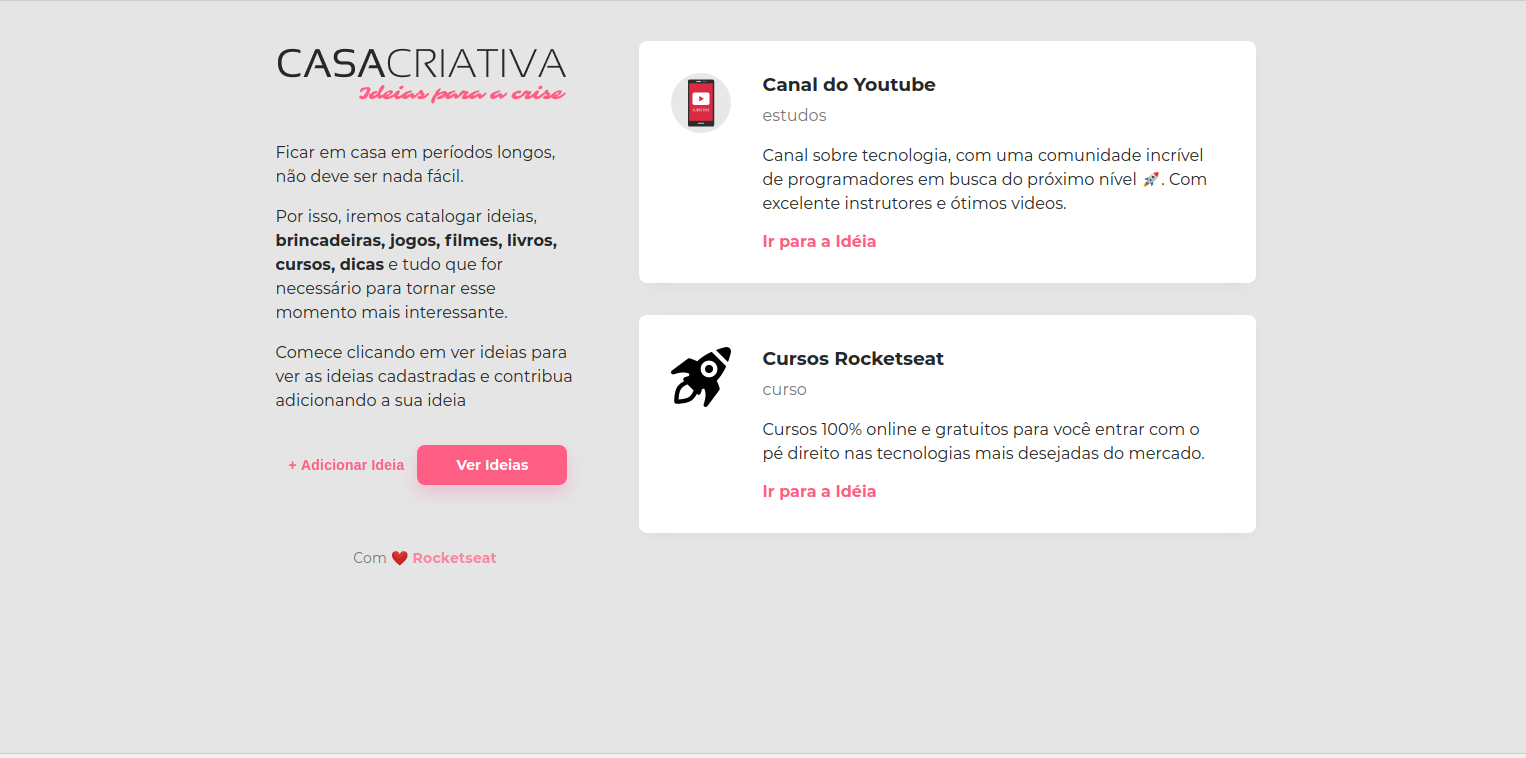 CASACRIATIVA
Ideias para a crise
Ficar em casa em períodos longos,
não deve ser nada fácil.
Por isso, iremos catalogar ideias,
brincadeiras, jogos, filmes, livros,
cursos, dicas e tudo que for
necessário para tornar esse
momento mais interessante.
Comece clicando em ver ideias para
ver as ideias cadastradas e contribua
adicionando a sua ideia
+ Adicionar Ideia
Ver Ideias
Com ❤️ Rocketseat
Canal do Youtube
estudos
Canal sobre tecnologia, com uma comunidade incrível
de programadores em busca do próximo nível 🚀. Com
excelente instrutores e ótimos videos.
Ir para a Idéia
Cursos Rocketseat
curso
Cursos 100% online e gratuitos para você entrar com o
pé direito nas tecnologias mais desejadas do mercado.
Ir para a Idéia